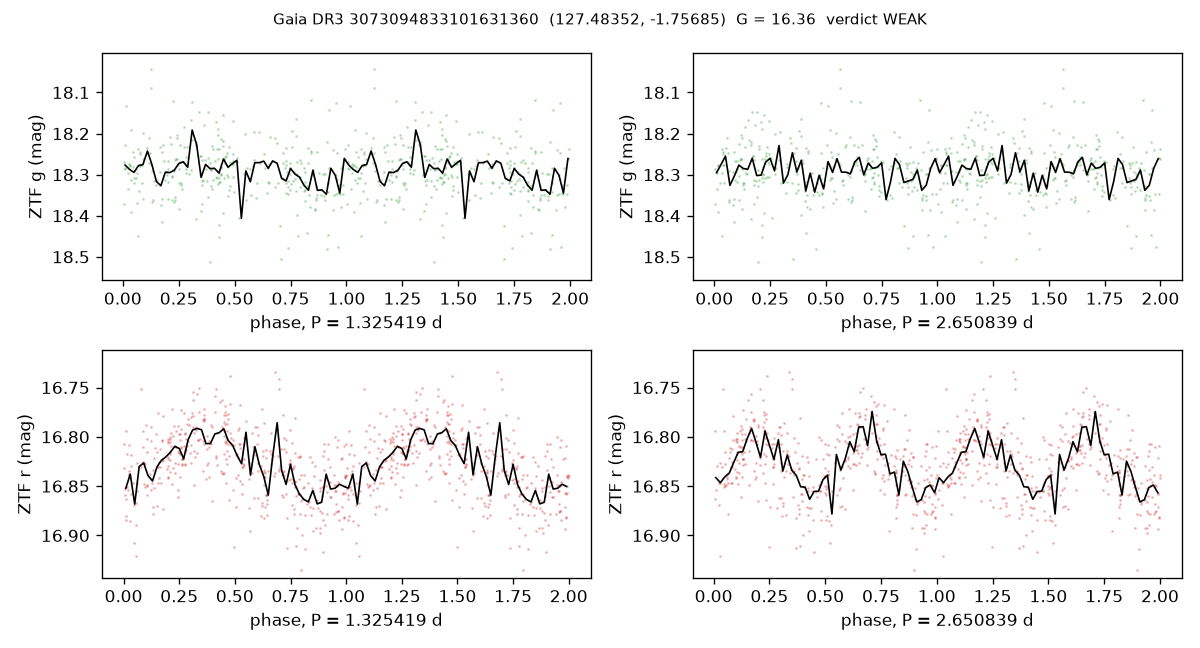 Gaia DR3 3073094833101631360 (127.48352, -1.75685) G = 16.36 verdict WEAK
ZTF g (mag)
18.1
18.2
18.3
18.4
18.5
0.00 0.25 0.50 0.75 1.00 1.25 1.50 1.75 2.00
phase, P = 1.325419 d
ZTF g (mag)
18.1
18.2
18.3
18.4
18.5
0.00 0.25 0.50 0.75 1.00 1.25 1.50 1.75 2.00
phase, P = 2.650839 d
ZTF r (mag)
16.75
16.80
16.85
16.90
0.00 0.25 0.50 0.75 1.00 1.25 1.50 1.75 2.00
phase, P = 1.325419 d
ZTF r (mag)
16.75
16.80
16.85
16.90
0.00 0.25 0.50 0.75 1.00 1.25 1.50 1.75 2.00
phase, P = 2.650839 d